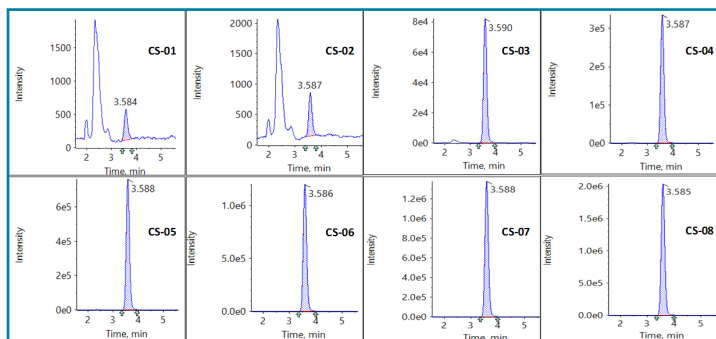 CS-01
3.584
Intensity
1500
1000
500
0
2 3 4 5
Time, min
CS-02
3.587
Intensity
2000
1500
1000
500
0
2 3 4 5
Time, min
CS-03
3.590
Intensity
8e4
6e4
4e4
2e4
0e0
2 3 4 5
Time, min
CS-04
3.587
Intensity
3e5
2e5
1e5
0e0
2 3 4 5
Time, min
CS-05
3.588
Intensity
6e5
4e5
2e5
0e0
2 3 4 5
Time, min
CS-06
3.586
Intensity
1.0e6
5.0e5
0.0e0
2 3 4 5
Time, min
CS-07
3.588
Intensity
1.2e6
1.0e6
8.0e5
6.0e5
4.0e5
2.0e5
0.0e0
2 3 4 5
Time, min
CS-08
3.585
Intensity
2.0e6
1.5e6
1.0e6
5.0e5
0.0e0
2 3 4 5
Time, min